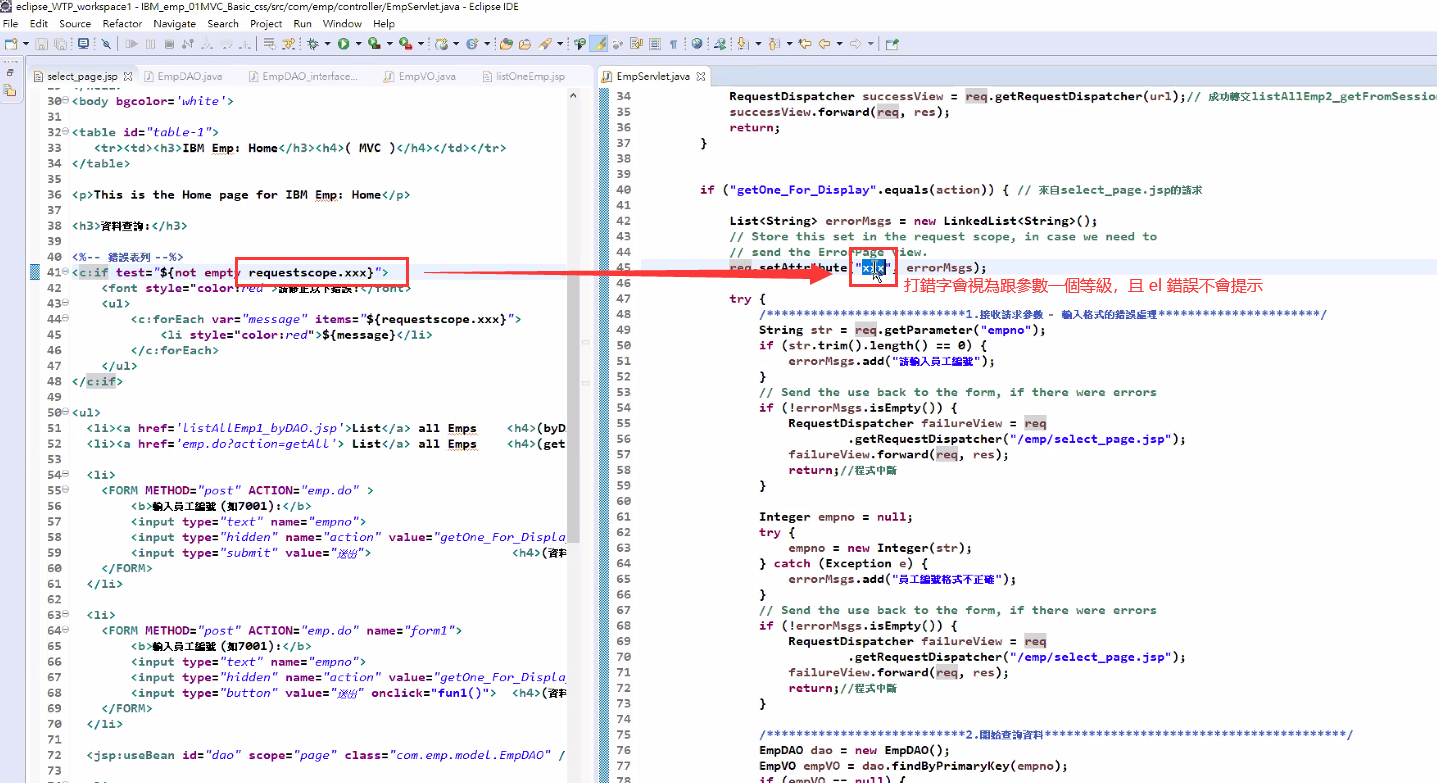 eclipse_WTP_workspace1 - IBM_emp_01MVC_Basic_css/src/com/emp/controller/EmpServlet.java - Eclipse IDE
File Edit Source Refactor Navigate Search Project Run Window Help
select_page.jsp EmpDAO.java EmpDAO_interface... EmpVO.java listOneEmp.jsp
30 <body bgcolor='white'>
31
32 <table id="table-1">
33 <tr><td><h3>IBM Emp: Home</h3><h4>( MVC )</h4></td></tr>
34 </table>
35
36 <p>This is the Home page for IBM Emp: Home</p>
37
38 <h3>資料查詢:</h3>
39
40 <%-- 錯誤表列 --%>
41 <c:if test="${not empty requestscope.xxx}">
42 <font style="color:red">請修正以下錯誤:</font>
43 <ul>
44 <c:forEach var="message" items="${requestscope.xxx}">
45 <li style="color:red">${message}</li>
46 </c:forEach>
47 </ul>
48 </c:if>
49
50 <ul>
51 <li><a href='listAllEmp1_byDAO.jsp'>List</a> all Emps <h4>(byDA
52 <li><a href='emp.do?action=getAll'> List</a> all Emps <h4>(get
53
54 <li>
55 <FORM METHOD="post" ACTION="emp.do" >
56 <b>輸入員工編號 (如7001):</b>
57 <input type="text" name="empno">
58 <input type="hidden" name="action" value="getOne_For_Displa
59 <input type="submit" value="送出"> <h4>(資料
60 </FORM>
61 </li>
62
63 <li>
64 <FORM METHOD="post" ACTION="emp.do" name="form1">
65 <b>輸入員工編號 (如7001):</b>
66 <input type="text" name="empno">
67 <input type="hidden" name="action" value="getOne_For_Displa
68 <input type="button" value="送出" onclick="fun1()"> <h4>(資料
69 </FORM>
70 </li>
71
72 <jsp:useBean id="dao" scope="page" class="com.emp.model.EmpDAO" /
73
EmpServlet.java
34 RequestDispatcher successView = req.getRequestDispatcher(url);// 成功轉交listAllEmp2_getFromSession
35 successView.forward(req, res);
36 return;
37 }
38
39
40 if ("getOne_For_Display".equals(action)) { // 來自select_page.jsp的請求
41
42 List<String> errorMsgs = new LinkedList<String>();
43 // Store this set in the request scope, in case we need to
44 // send the ErrorPage view.
45 req.setAttribute("xxx", errorMsgs);
打錯字會視為跟參數一個等級，且 el 錯誤不會提示
46
47 try {
48 /***************************1.接收請求參數 - 輸入格式的錯誤處理**********************/
49 String str = req.getParameter("empno");
50 if (str.trim().length() == 0) {
51 errorMsgs.add("請輸入員工編號");
52 }
53 // Send the use back to the form, if there were errors
54 if (!errorMsgs.isEmpty()) {
55 RequestDispatcher failureView = req
56 .getRequestDispatcher("/emp/select_page.jsp");
57 failureView.forward(req, res);
58 return;//程式中斷
59 }
60
61 Integer empno = null;
62 try {
63 empno = new Integer(str);
64 } catch (Exception e) {
65 errorMsgs.add("員工編號格式不正確");
66 }
67 // Send the use back to the form, if there were errors
68 if (!errorMsgs.isEmpty()) {
69 RequestDispatcher failureView = req
70 .getRequestDispatcher("/emp/select_page.jsp");
71 failureView.forward(req, res);
72 return;//程式中斷
73 }
74
75 /***************************2.開始查詢資料*****************************************/
76 EmpDAO dao = new EmpDAO();
77 EmpVO empVO = dao.findByPrimaryKey(empno);
78 if (empVO == null) {